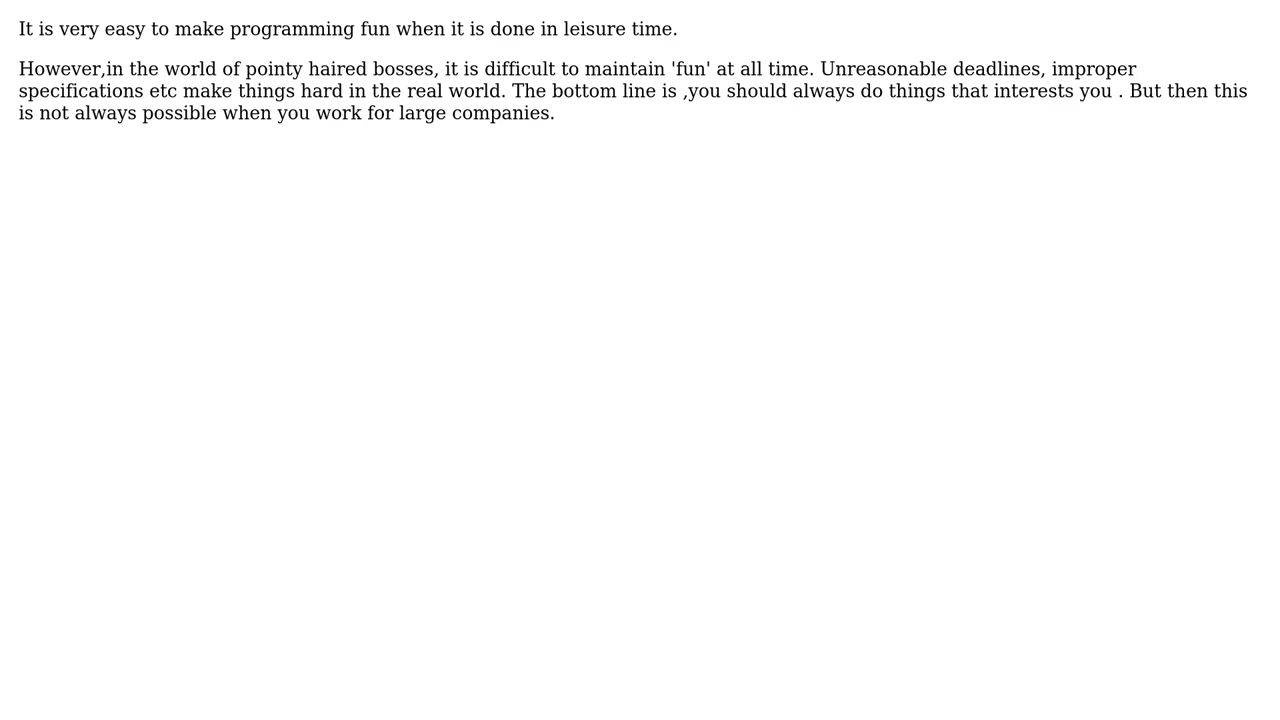 It is very easy to make programming fun when it is done in leisure time.
However,in the world of pointy haired bosses, it is difficult to maintain 'fun' at all time. Unreasonable deadlines, improper
specifications etc make things hard in the real world. The bottom line is ,you should always do things that interests you . But then this
is not always possible when you work for large companies.